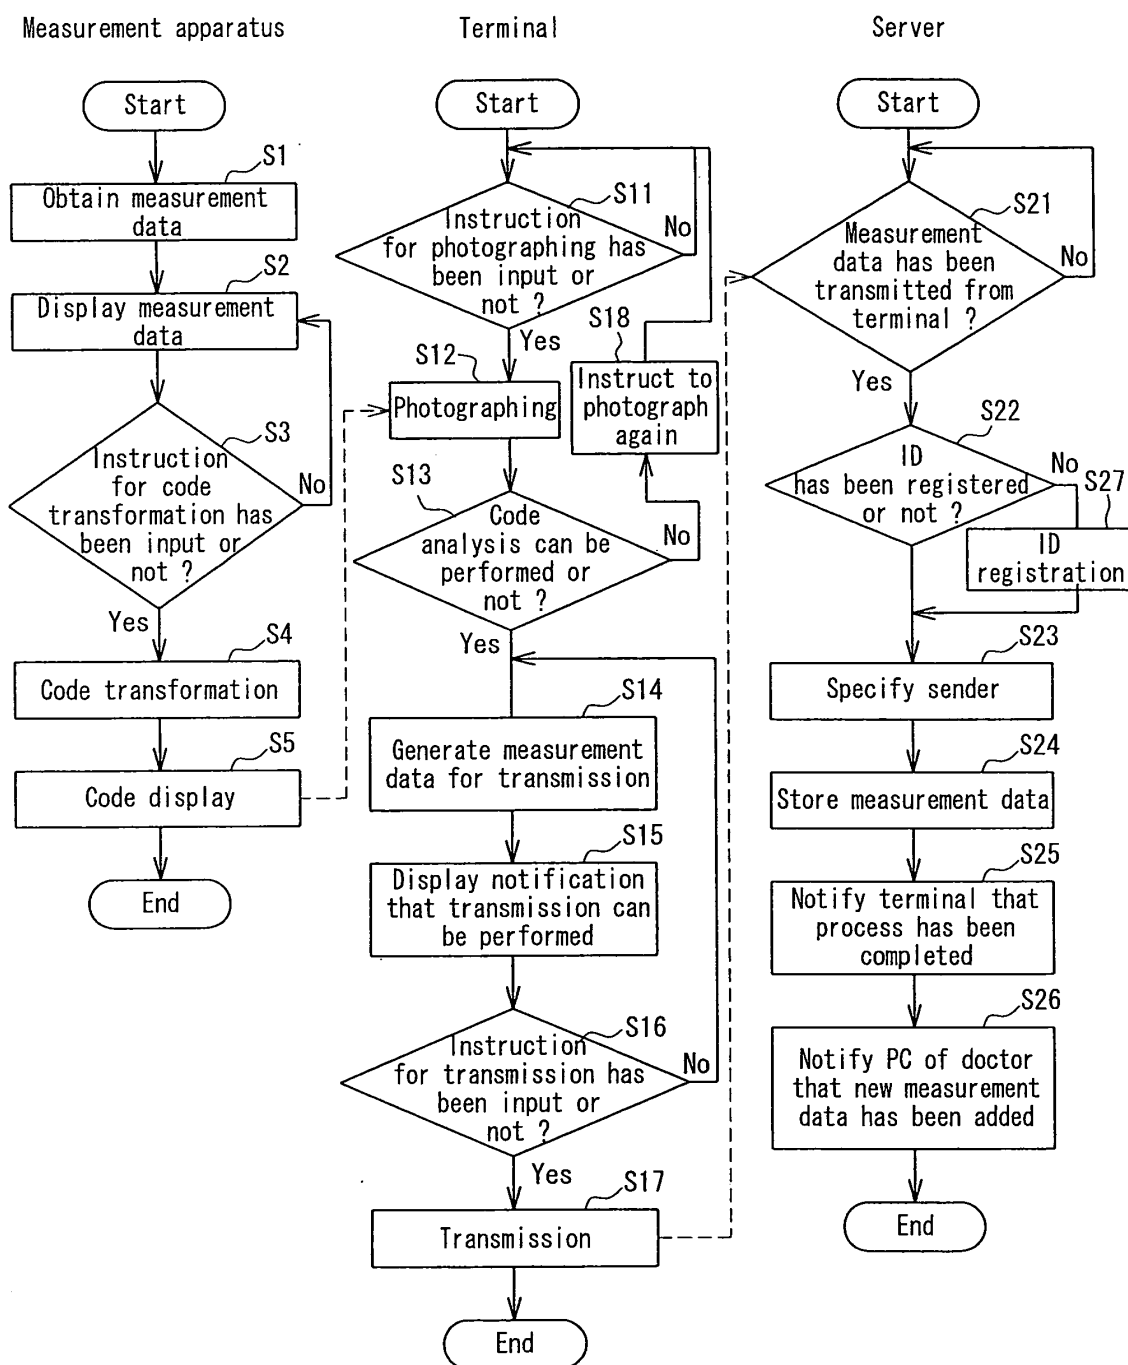 Measurement apparatus
Start
S1
Obtain measurement
data
S2
Display measurement
data
S3
Instruction
for code
transformation has
been input or
not ?
No
Yes
S4
Code transformation
S5
Code display
End
Terminal
Start
S11
Instruction
for photographing has
been input or
not ?
No
Yes
S12
Photographing
S18
Instruct to
photograph
again
S13
Code
analysis can be
performed or
not ?
No
Yes
S14
Generate measurement
data for transmission
S15
Display notification
that transmission can
be performed
S16
Instruction
for transmission has
been input or
not ?
No
Yes
S17
Transmission
End
Server
Start
S21
Measurement
data has been
transmitted from
terminal ?
No
Yes
S22
ID
has been registered
or not ?
No
S27
ID
registration
S23
Specify sender
S24
Store measurement data
S25
Notify terminal that
process has been
completed
S26
Notify PC of doctor
that new measurement
data has been added
End